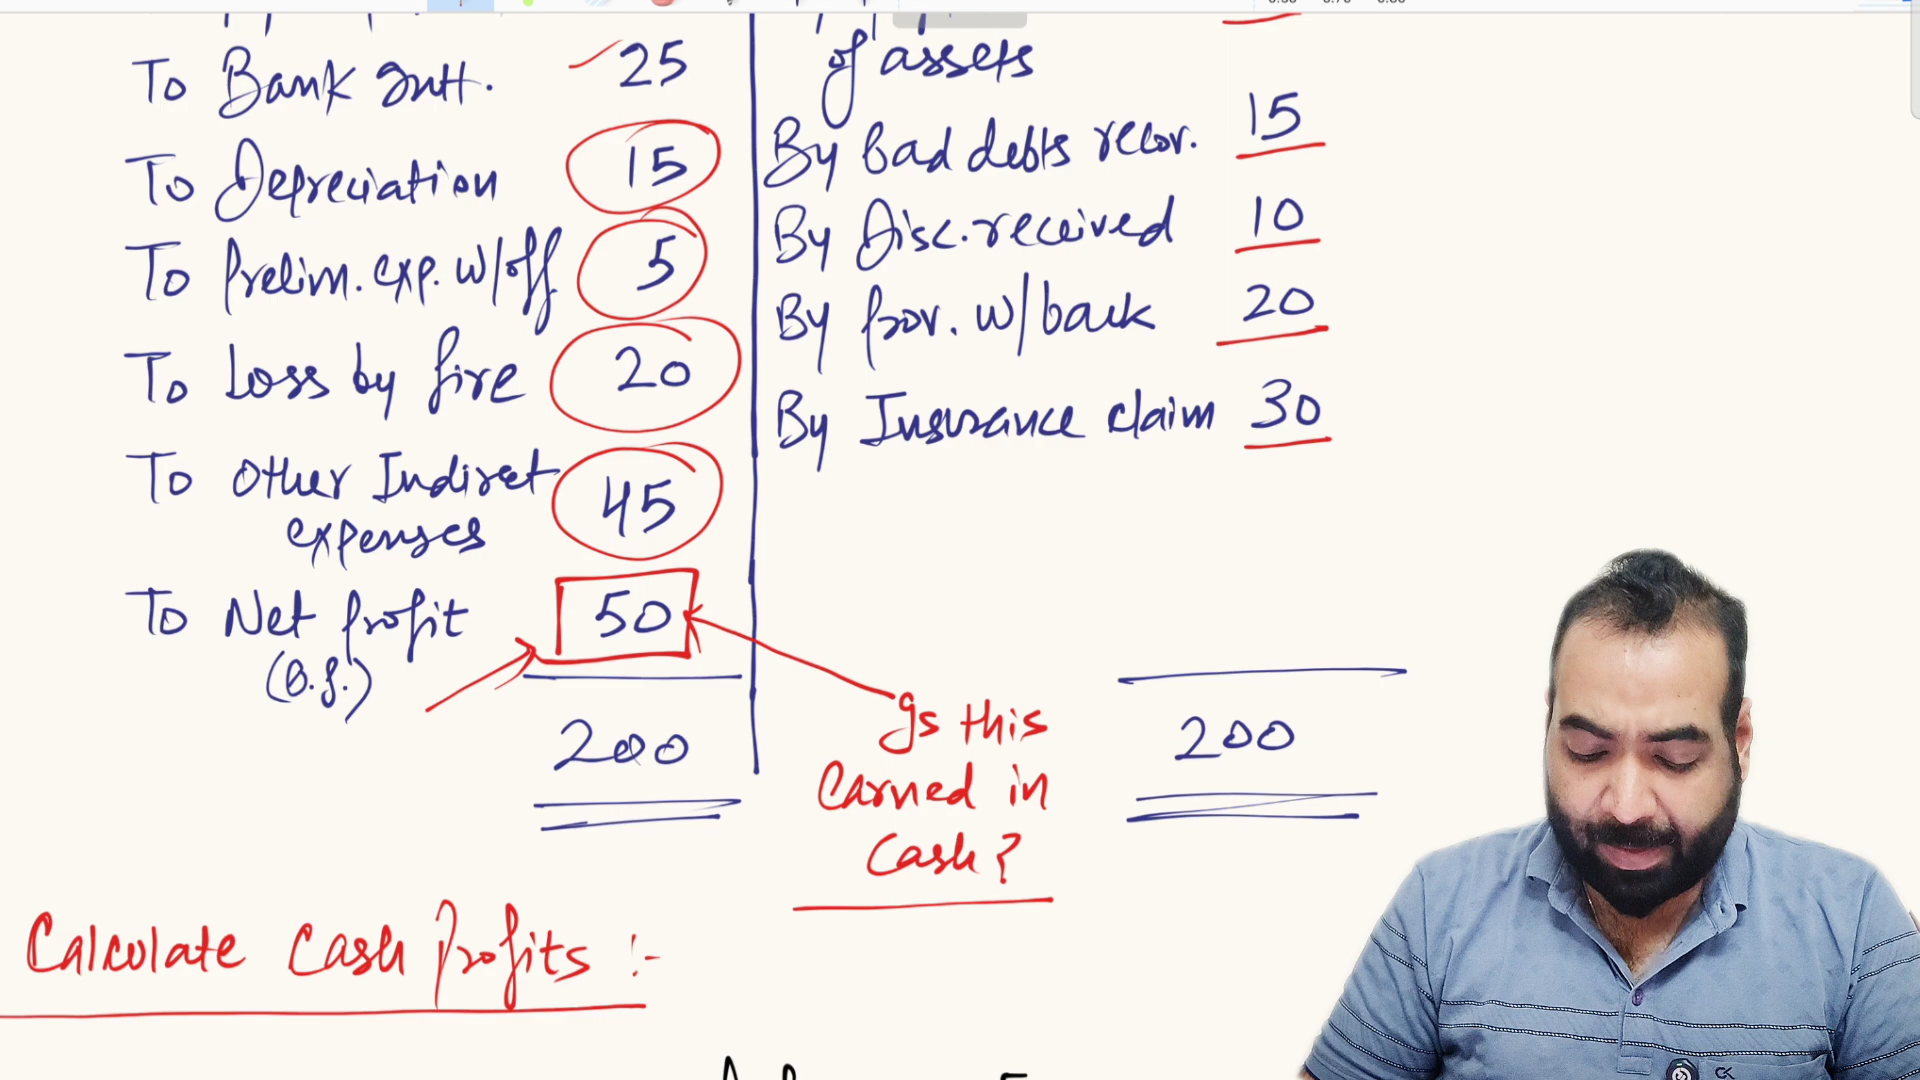 of assets
To Bank Intt. 25
By bad debts recov. 15
To Depreciation 15
By Disc. received 10
To Prelim. exp. w/off 5
By prov. w/back 20
To Loss by fire 20
By Insurance claim 30
To Other Indirect expenses 45
To Net profit 50
(B.f.)
200
200
Is this
earned in
cash?
Calculate Cash Profits :-
CK